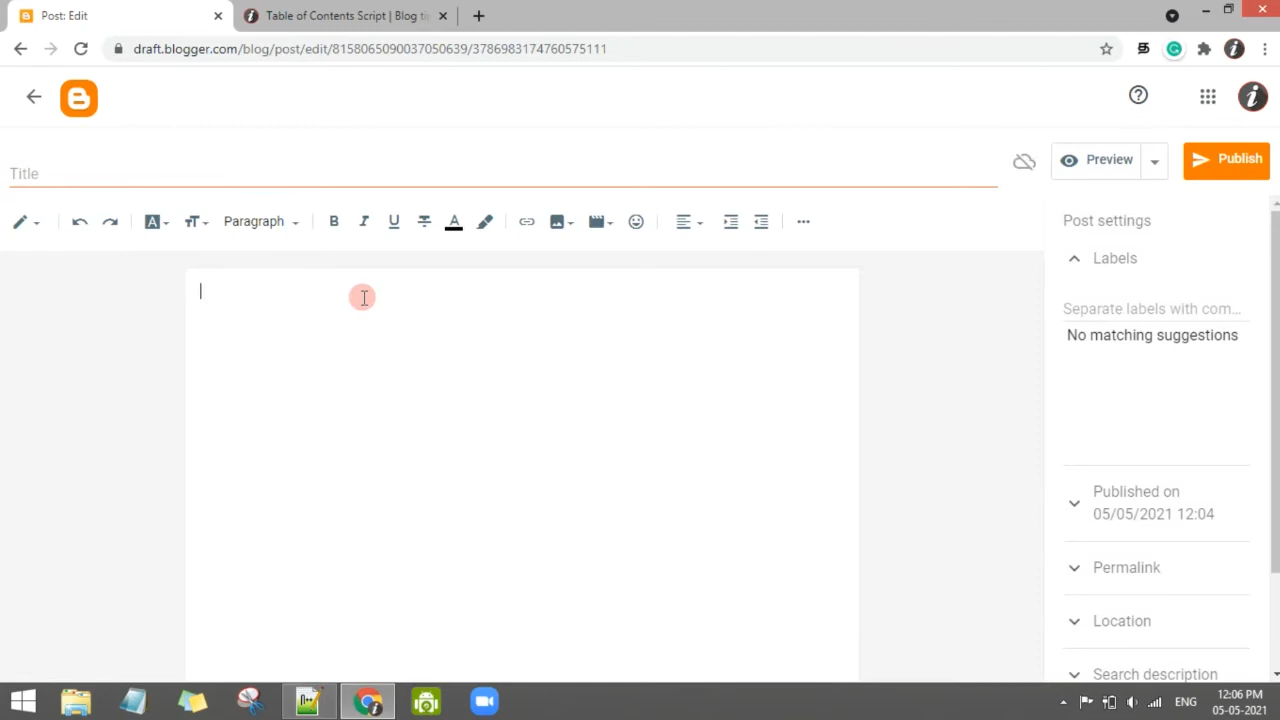 Post: Edit
Table of Contents Script | Blog ti
draft.blogger.com/blog/post/edit/8158065090037050639/3786983174760575111
Title
Preview
Publish
Paragraph
B I U A
Post settings
Labels
Separate labels with com...
No matching suggestions
Published on
05/05/2021 12:04
Permalink
Location
Search description
ENG
12:06 PM
05-05-2021